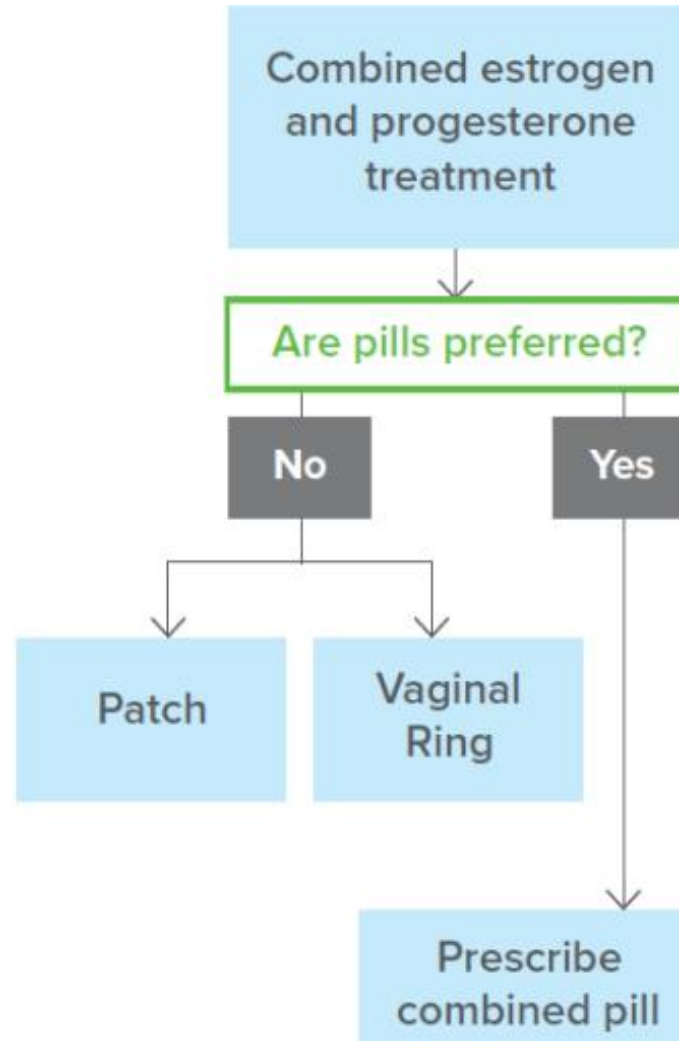 Combined estrogen
and progesterone
treatment
Are pills preferred?
No
Yes
Patch
Vaginal
Ring
Prescribe
combined pill